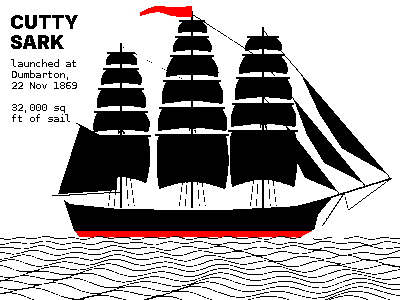 CUTTY
SARK
launched at
Dumbarton,
22 Nov 1869
32,000 sq
ft of sail